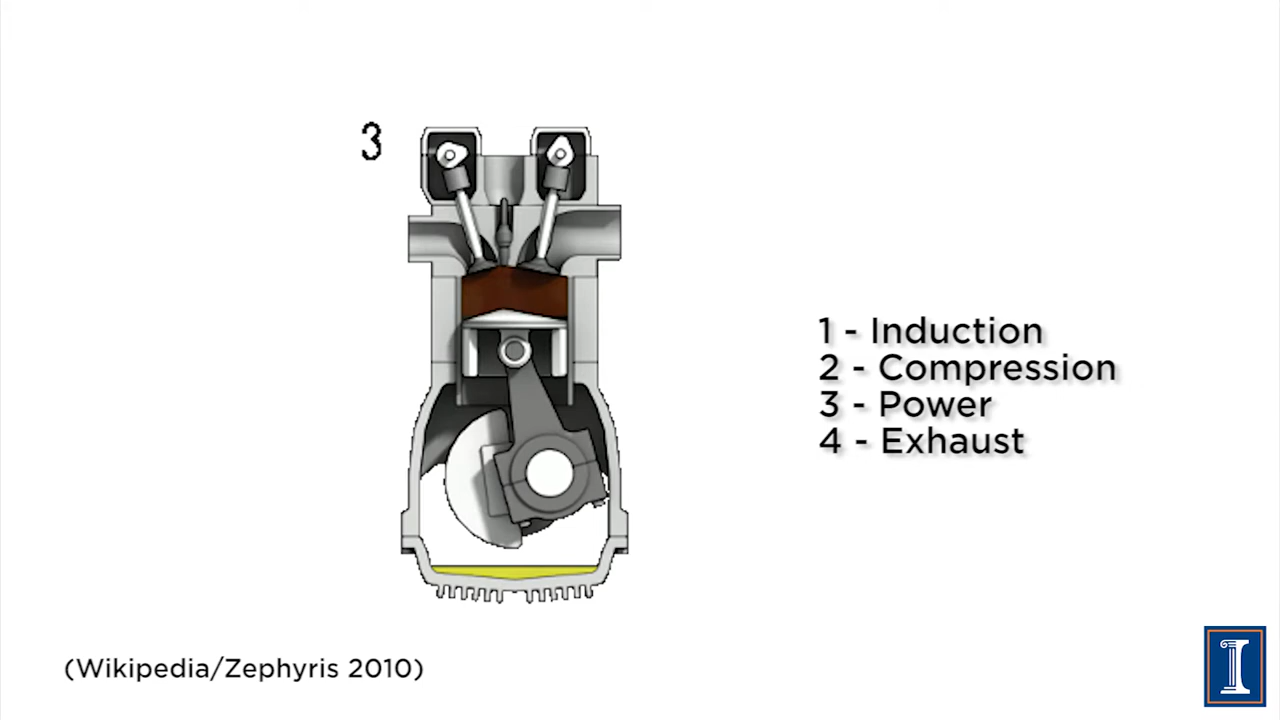 3
1 - Induction
2 - Compression
3 - Power
4 - Exhaust
(Wikipedia/Zephyris 2010)
I